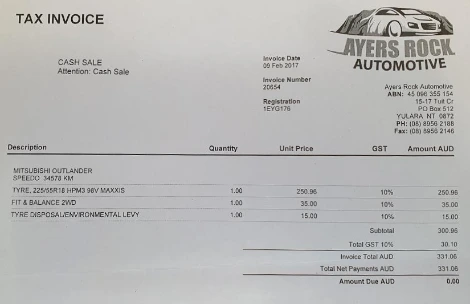 TAX INVOICE
AYERS ROCK
AUTOMOTIVE
CASH SALE
Attention: Cash Sale
Invoice Date
09 Feb 2017
Invoice Number
20654
Registration
1EYG176
Ayers Rock Automotive
ABN: 45 096 355 154
15-17 Tuit Cr
PO Box 512
YULARA NT 0872
PH: (08) 8956 2188
Fax: (08) 8956 2146
Description Quantity Unit Price GST Amount AUD
MITSUBISHI OUTLANDER
SPEEDO 34578 KM
TYRE, 225/55R18 HPM3 98V MAXXIS 1.00 250.96 10% 250.96
FIT & BALANCE 2WD 1.00 35.00 10% 35.00
TYRE DISPOSAL/ENVIRONMENTAL LEVY 1.00 15.00 10% 15.00
Subtotal 300.96
Total GST 10% 30.10
Invoice Total AUD 331.06
Total Net Payments AUD 331.06
Amount Due AUD 0.00